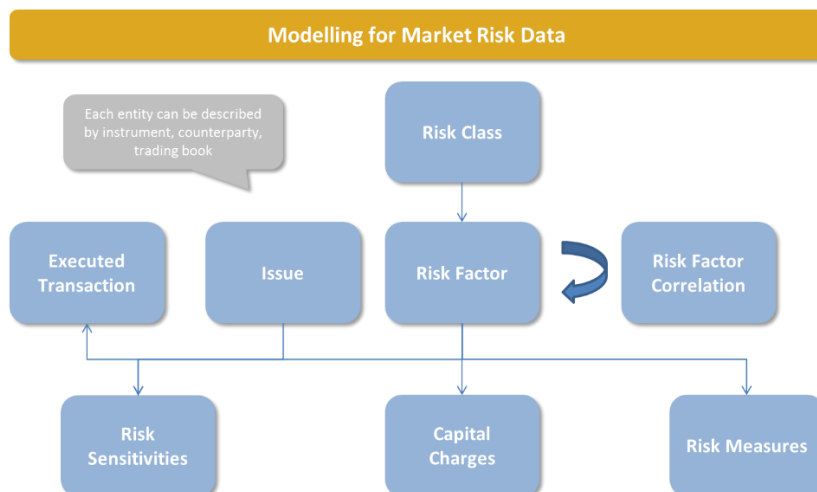 Modelling for Market Risk Data
Each entity can be described
by instrument, counterparty,
trading book
Risk Class
Executed
Transaction
Issue
Risk Factor
Risk Factor
Correlation
Risk
Sensitivities
Capital
Charges
Risk Measures